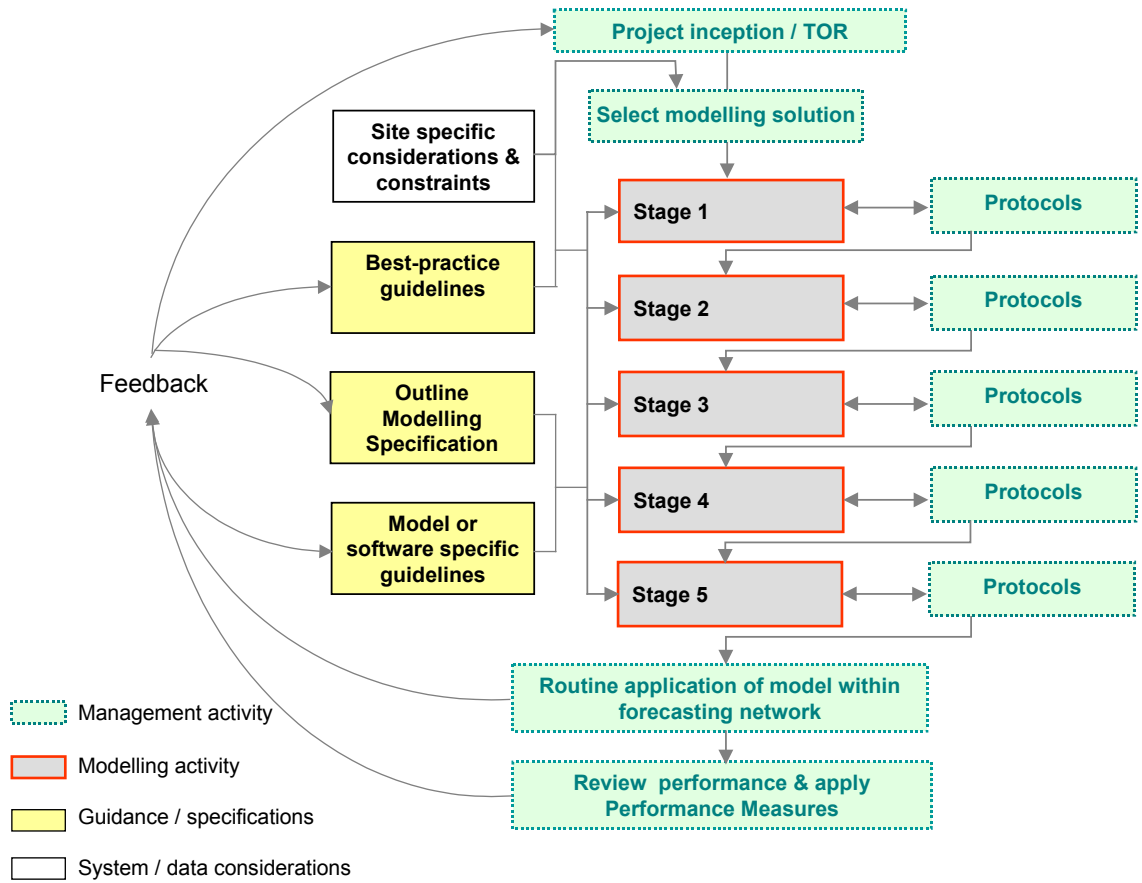 Project inception / TOR
Select modelling solution
Site specific
considerations &
constraints
Stage 1
Protocols
Best-practice
guidelines
Stage 2
Protocols
Feedback
Outline
Modelling
Specification
Stage 3
Protocols
Model or
software specific
guidelines
Stage 4
Protocols
Stage 5
Protocols
Routine application of model within
forecasting network
Review performance & apply
Performance Measures
Management activity
Modelling activity
Guidance / specifications
System / data considerations